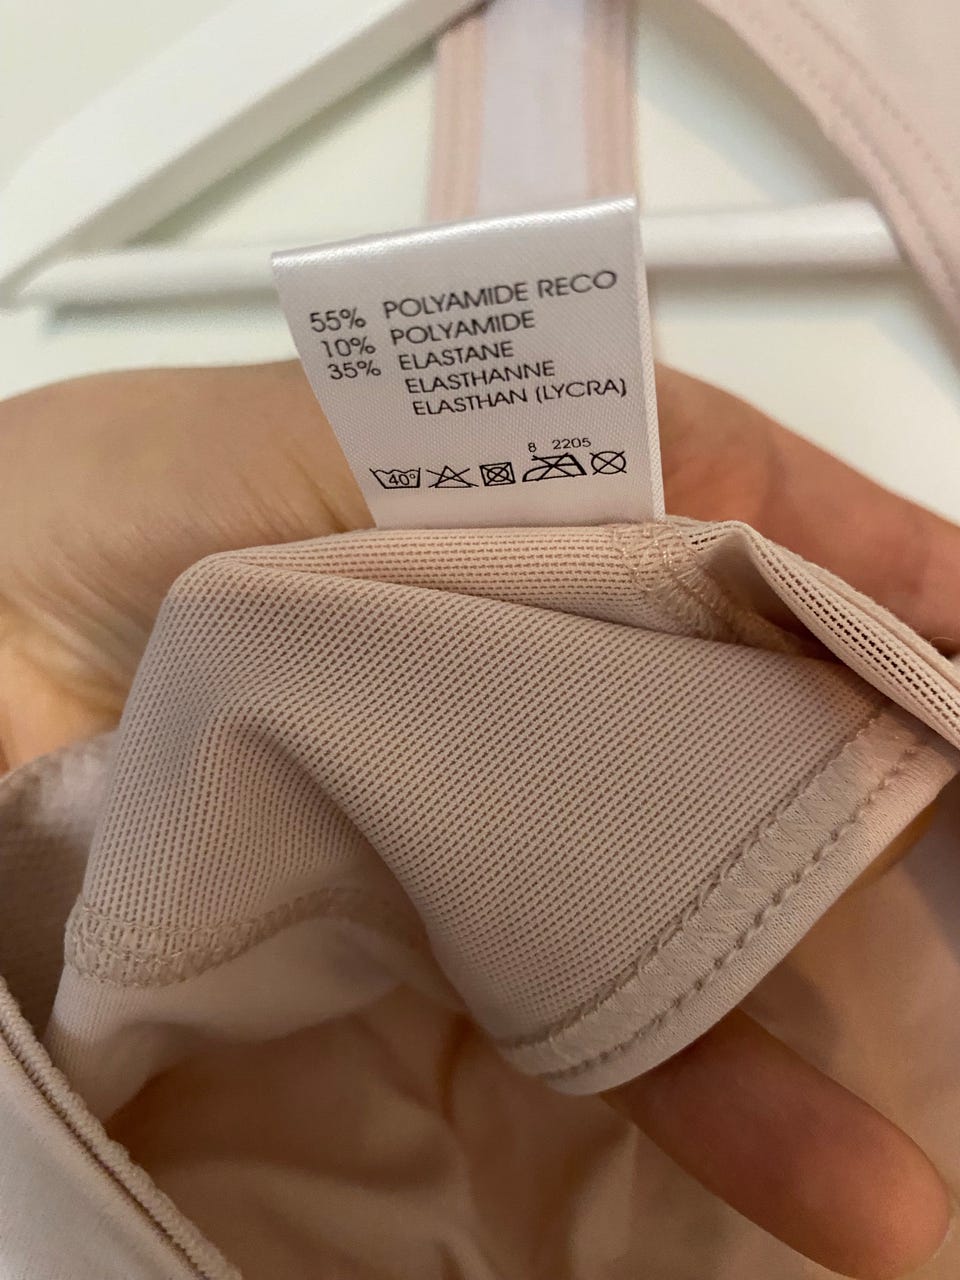 55% POLYAMIDE RECO
10% POLYAMIDE
35% ELASTANE
ELASTHANNE
ELASTHAN (LYCRA)
8 2205
40°